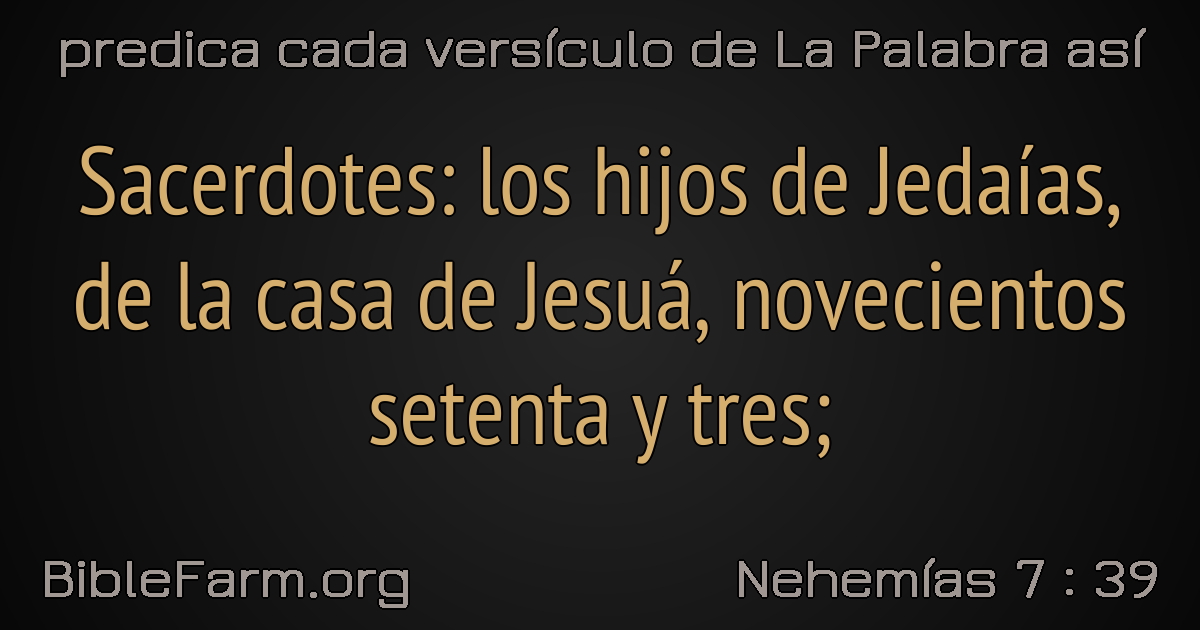 predica cada versículo de La Palabra así
Sacerdotes: los hijos de Jedaías,
de la casa de Jesuá, novecientos
setenta y tres;
BibleFarm.org
Nehemías 7 : 39